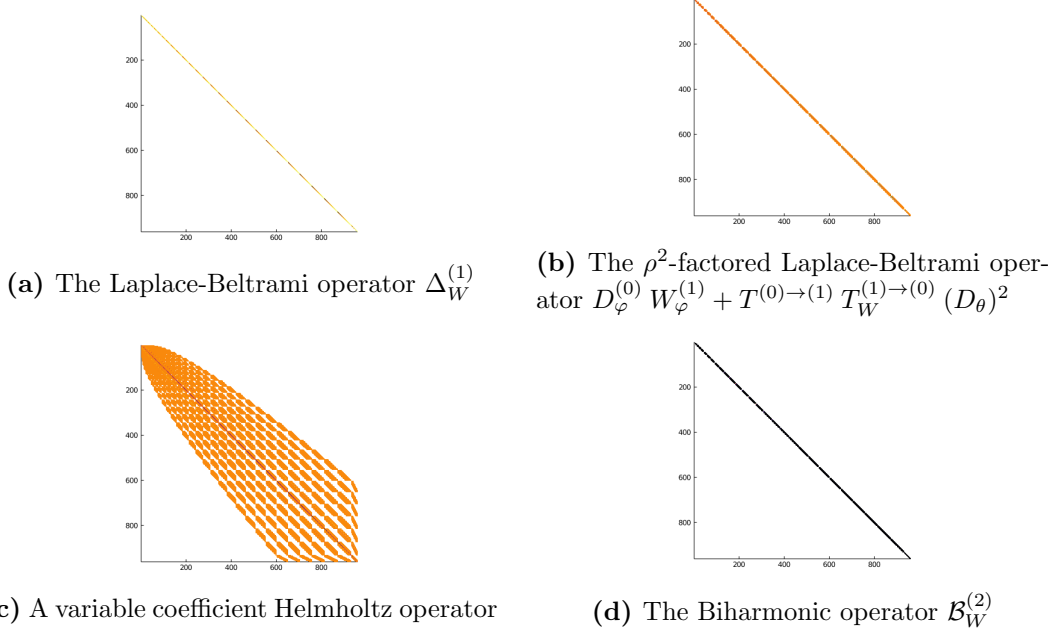 200
400
600
800
200 400 600 800
(a) The Laplace-Beltrami operator Δ_W^{(1)}
200
400
600
800
200 400 600 800
(b) The ρ²-factored Laplace-Beltrami oper-
ator D_φ^{(0)} W_φ^{(1)} + T^{(0)→(1)} T_W^{(1)→(0)} (D_θ)²
200
400
600
800
200 400 600 800
c) A variable coefficient Helmholtz operator
200
400
600
800
200 400 600 800
(d) The Biharmonic operator ℬ_W^{(2)}